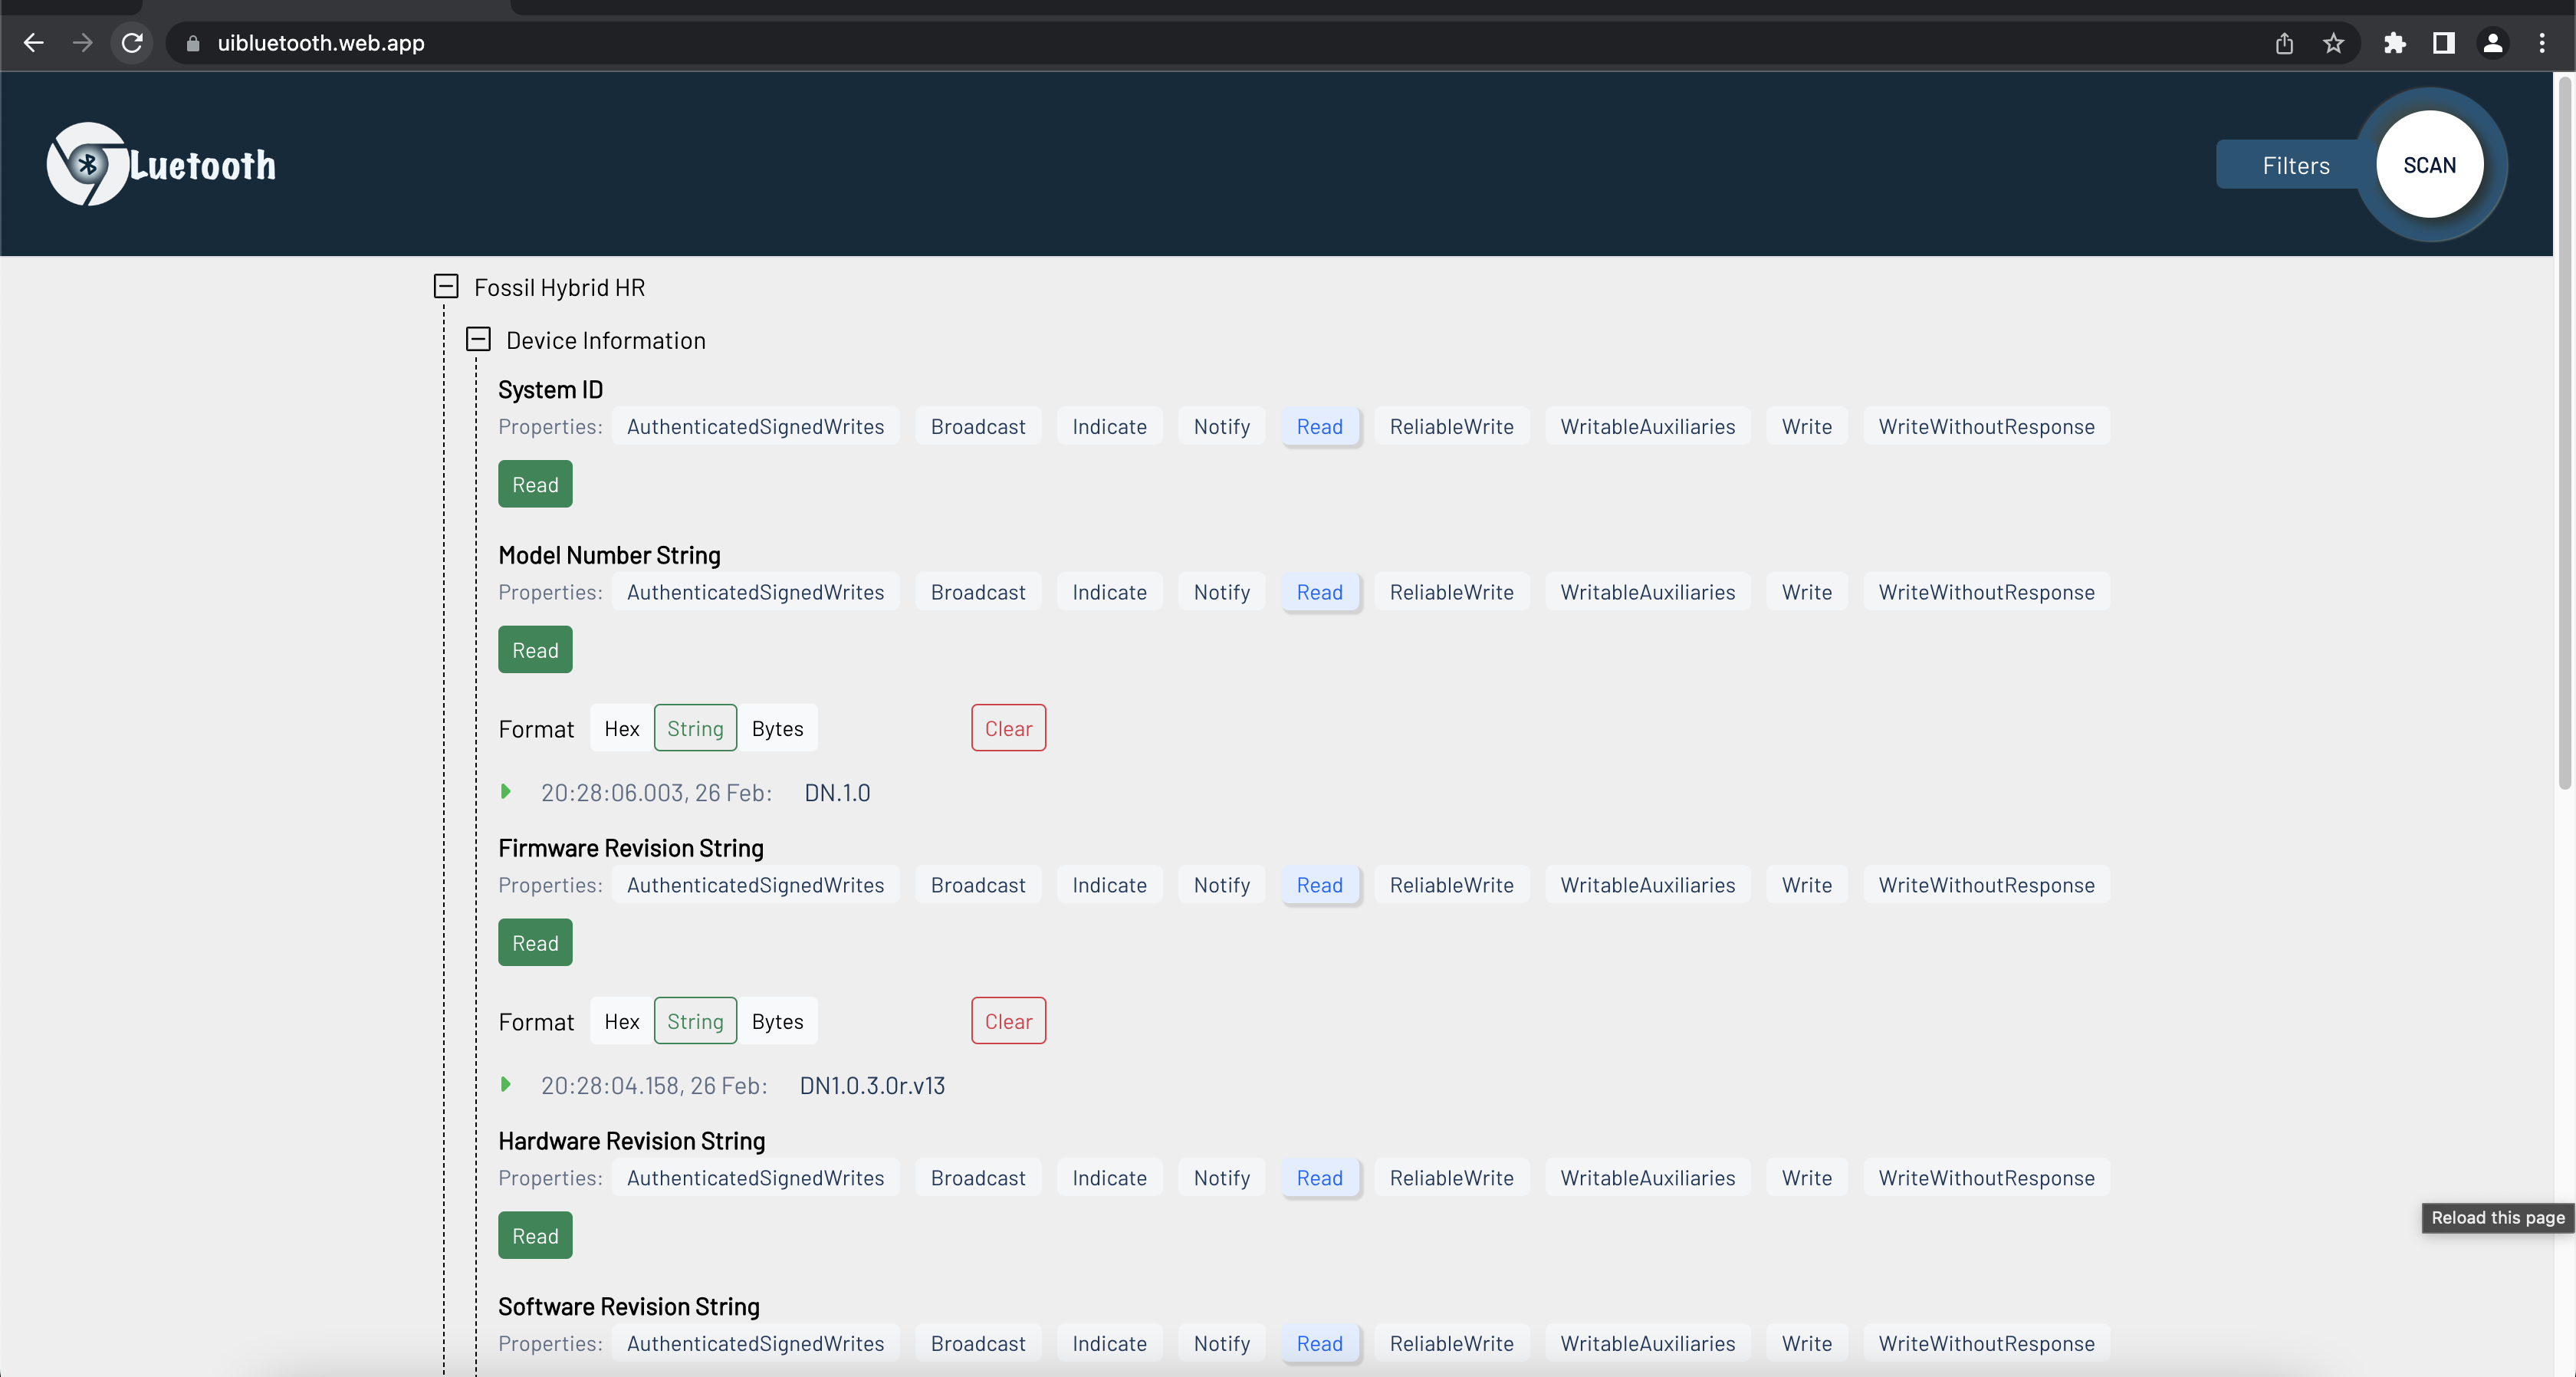 uibluetooth.web.app
Luetooth
Filters
SCAN
Fossil Hybrid HR
Device Information
System ID
Properties: AuthenticatedSignedWrites Broadcast Indicate Notify Read ReliableWrite WritableAuxiliaries Write WriteWithoutResponse
Read
Model Number String
Properties: AuthenticatedSignedWrites Broadcast Indicate Notify Read ReliableWrite WritableAuxiliaries Write WriteWithoutResponse
Read
Format Hex String Bytes Clear
20:28:06.003, 26 Feb: DN.1.0
Firmware Revision String
Properties: AuthenticatedSignedWrites Broadcast Indicate Notify Read ReliableWrite WritableAuxiliaries Write WriteWithoutResponse
Read
Format Hex String Bytes Clear
20:28:04.158, 26 Feb: DN1.0.3.0r.v13
Hardware Revision String
Properties: AuthenticatedSignedWrites Broadcast Indicate Notify Read ReliableWrite WritableAuxiliaries Write WriteWithoutResponse
Reload this page
Read
Software Revision String
Properties: AuthenticatedSignedWrites Broadcast Indicate Notify Read ReliableWrite WritableAuxiliaries Write WriteWithoutResponse